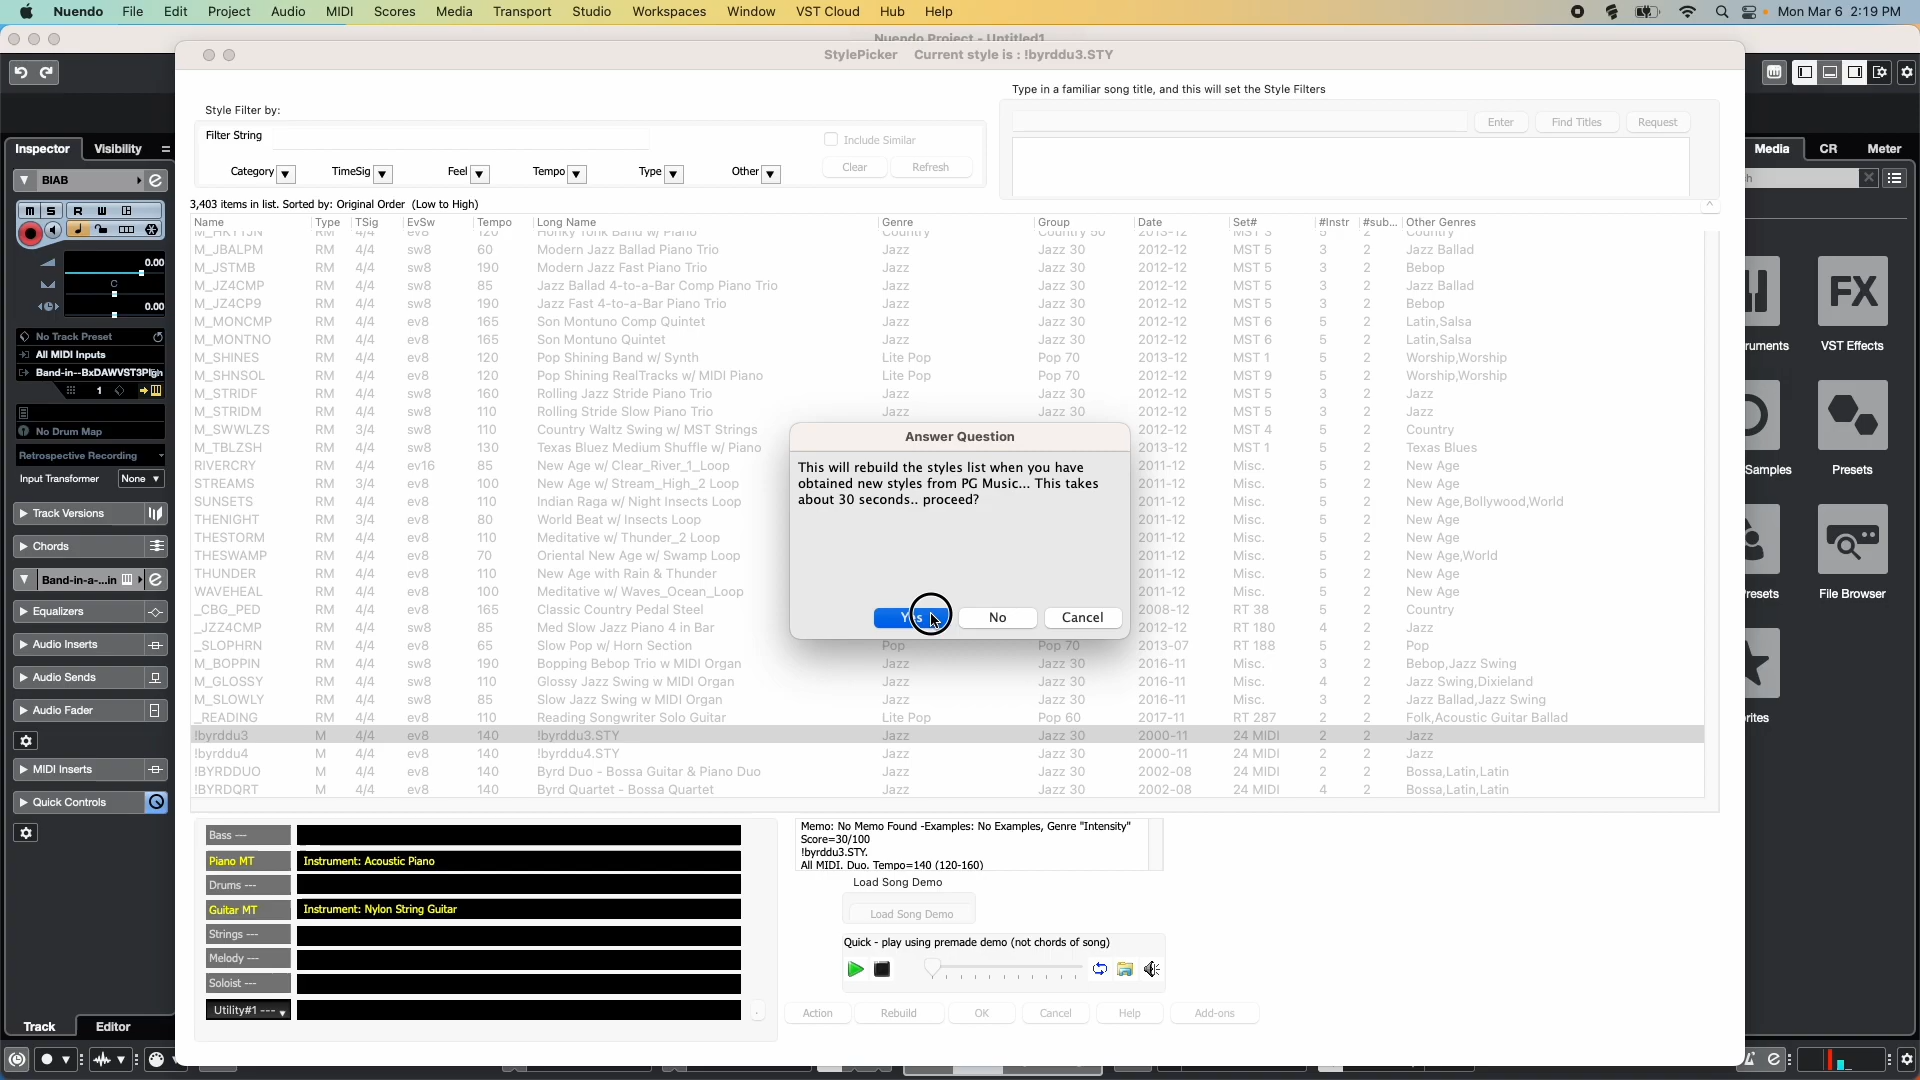 Nuendo File Edit Project Audio MIDI Scores Media Transport Studio Workspaces Window VST Cloud Hub Help Mon Mar 6 2:19 PM
Nuendo Project - Untitled1
StylePicker Current style is : !byrddu3.STY
Style Filter by:
Filter String
Include Similar
Category TimeSig Feel Tempo Type Other Clear Refresh
Type in a familiar song title, and this will set the Style Filters
Enter Find Titles Request
3,403 items in list. Sorted by: Original Order (Low to High)
Name Type TSig EvSw Tempo Long Name Genre Group Date Set# #Instr #sub... Other Genres
M_JBALPM RM 4/4 sw8 60 Modern Jazz Ballad Piano Trio Jazz Jazz 30 2012-12 MST 5 3 2 Jazz Ballad
M_JSTMB RM 4/4 sw8 190 Modern Jazz Fast Piano Trio Jazz Jazz 30 2012-12 MST 5 3 2 Bebop
M_JZ4CMP RM 4/4 sw8 85 Jazz Ballad 4-to-a-Bar Comp Piano Trio Jazz Jazz 30 2012-12 MST 5 3 2 Jazz Ballad
M_JZ4CP9 RM 4/4 sw8 190 Jazz Fast 4-to-a-Bar Piano Trio Jazz Jazz 30 2012-12 MST 5 3 2 Bebop
M_MONCMP RM 4/4 ev8 165 Son Montuno Comp Quintet Jazz Jazz 30 2012-12 MST 6 5 2 Latin,Salsa
M_MONTNO RM 4/4 ev8 165 Son Montuno Quintet Jazz Jazz 30 2012-12 MST 6 5 2 Latin,Salsa
M_SHINES RM 4/4 ev8 120 Pop Shining Band w/ Synth Lite Pop Pop 70 2013-12 MST 1 5 2 Worship,Worship
M_SHNSOL RM 4/4 ev8 120 Pop Shining RealTracks w/ MIDI Piano Lite Pop Pop 70 2012-12 MST 9 5 2 Worship,Worship
M_STRIDF RM 4/4 sw8 160 Rolling Jazz Stride Piano Trio Jazz Jazz 30 2012-12 MST 5 3 2 Jazz
M_STRIDM RM 4/4 sw8 110 Rolling Stride Slow Piano Trio Jazz Jazz 30 2012-12 MST 5 3 2 Jazz
M_SWWLZS RM 3/4 sw8 110 Country Waltz Swing w/ MST Strings 2012-12 MST 4 5 2 Country
M_TBLZSH RM 4/4 sw8 130 Texas Bluez Medium Shuffle w/ Piano 2013-12 MST 1 5 2 Texas Blues
RIVERCRY RM 4/4 ev16 85 New Age w/ Clear_River_1_Loop 2011-12 Misc. 5 2 New Age
STREAMS RM 3/4 ev8 100 New Age w/ Stream_High_2 Loop 2011-12 Misc. 5 2 New Age
SUNSETS RM 4/4 ev8 110 Indian Raga w/ Night Insects Loop 2011-12 Misc. 5 2 New Age,Bollywood,World
THENIGHT RM 3/4 ev8 80 World Beat w/ Insects Loop 2011-12 Misc. 5 2 New Age
THESTORM RM 4/4 ev8 110 Meditative w/ Thunder_2 Loop 2011-12 Misc. 5 2 New Age
THESWAMP RM 4/4 ev8 70 Oriental New Age w/ Swamp Loop 2011-12 Misc. 5 2 New Age,World
THUNDER RM 4/4 ev8 110 New Age with Rain & Thunder 2011-12 Misc. 5 2 New Age
WAVEHEAL RM 4/4 ev8 100 Meditative w/ Waves_Ocean_Loop 2011-12 Misc. 5 2 New Age
_CBG_PED RM 4/4 ev8 165 Classic Country Pedal Steel 2008-12 RT 38 5 2 Country
_JZZ4CMP RM 4/4 sw8 85 Med Slow Jazz Piano 4 in Bar 2012-12 RT 180 4 2 Jazz
_SLOPHRN RM 4/4 ev8 65 Slow Pop w/ Horn Section Pop Pop 70 2013-07 RT 188 5 2 Pop
M_BOPPIN RM 4/4 sw8 190 Bopping Bebop Trio w MIDI Organ Jazz Jazz 30 2016-11 Misc. 3 2 Bebop,Jazz Swing
M_GLOSSY RM 4/4 sw8 110 Glossy Jazz Swing w MIDI Organ Jazz Jazz 30 2016-11 Misc. 4 2 Jazz Swing,Dixieland
M_SLOWLY RM 4/4 sw8 85 Slow Jazz Swing w MIDI Organ Jazz Jazz 30 2016-11 Misc. 3 2 Jazz Ballad,Jazz Swing
_READING RM 4/4 ev8 110 Reading Songwriter Solo Guitar Lite Pop Pop 60 2017-11 RT 287 2 2 Folk,Acoustic Guitar Ballad
!byrddu3 M 4/4 ev8 140 !byrddu3.STY Jazz Jazz 30 2000-11 24 MIDI 2 2 Jazz
!byrddu4 M 4/4 ev8 140 !byrddu4.STY Jazz Jazz 30 2000-11 24 MIDI 2 2 Jazz
!BYRDDUO M 4/4 ev8 140 Byrd Duo - Bossa Guitar & Piano Duo Jazz Jazz 30 2002-08 24 MIDI 2 2 Bossa,Latin,Latin
!BYRDQRT M 4/4 ev8 140 Byrd Quartet - Bossa Quartet Jazz Jazz 30 2002-08 24 MIDI 4 2 Bossa,Latin,Latin
Answer Question
This will rebuild the styles list when you have
obtained new styles from PG Music... This takes
about 30 seconds.. proceed?
Yes No Cancel
Bass ---
Piano MT Instrument: Acoustic Piano
Drums ---
Guitar MT Instrument: Nylon String Guitar
Strings ---
Melody ---
Soloist ---
Utility#1 ---
Memo: No Memo Found -Examples: No Examples, Genre "Intensity"
Score=30/100
!byrddu3.STY.
All MIDI. Duo. Tempo=140 (120-160)
Load Song Demo
Load Song Demo
Quick - play using premade demo (not chords of song)
Action Rebuild OK Cancel Help Add-ons
Inspector Visibility
BIAB
M S R W
0.00
C
0.00
No Track Preset
All MIDI Inputs
Band-in--BxDAWVST3Plgn
1
No Drum Map
Retrospective Recording
Input Transformer None
Track Versions
Chords
Band-in-a-...in
Equalizers
Audio Inserts
Audio Sends
Audio Fader
MIDI Inserts
Quick Controls
Track Editor
Media CR Meter
FX
VST Effects
Presets
File Browser